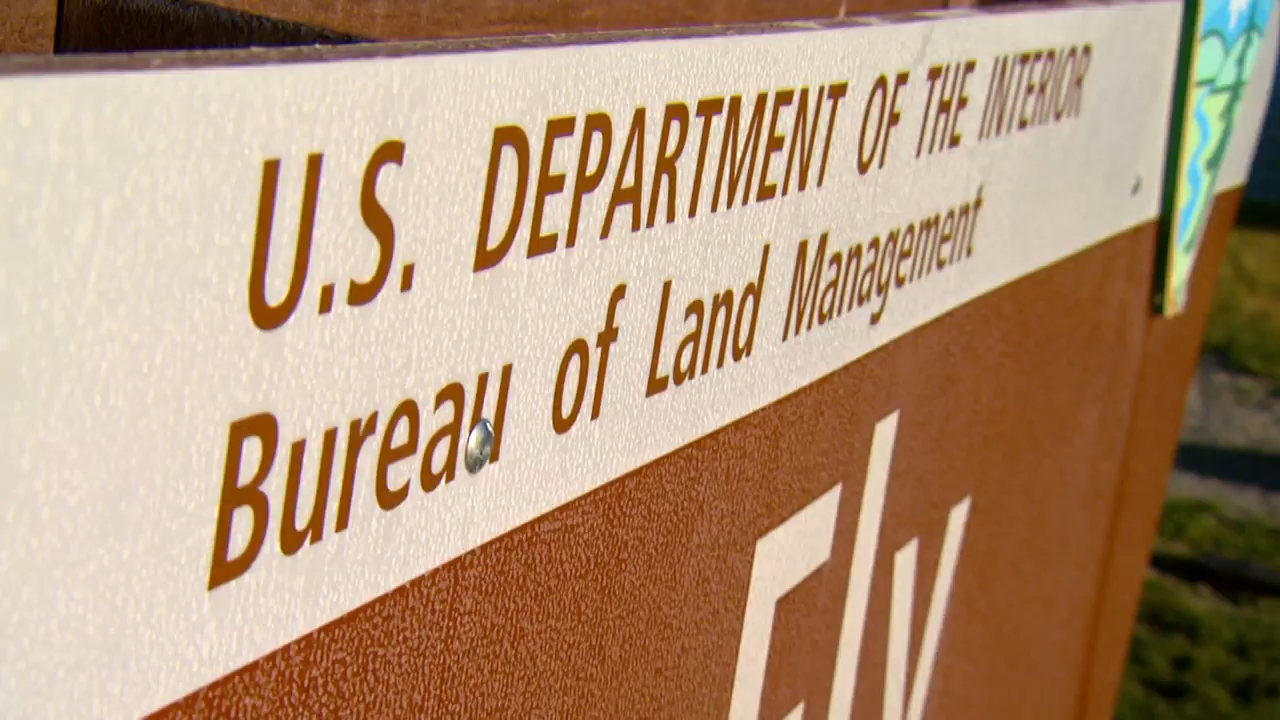 U.S. DEPARTMENT OF THE INTERIOR
Bureau of Land Management
Ely